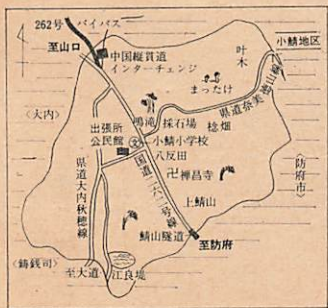 262号 バイパス
至山口
中国縦貫道
インターチェンジ
小鯖地区
叶木
まったけ
県道奈美地山線
〈大内〉
鳴滝
採石場
稔畑
出張所
公民館
文
小鯖小学校
八反田
卍禅昌寺
県道大内秋穂線
国道二六二号線
〈防府市〉
上鯖山
鯖山隧道
至防府
〈鋳銭司〉
至大道
江良堤